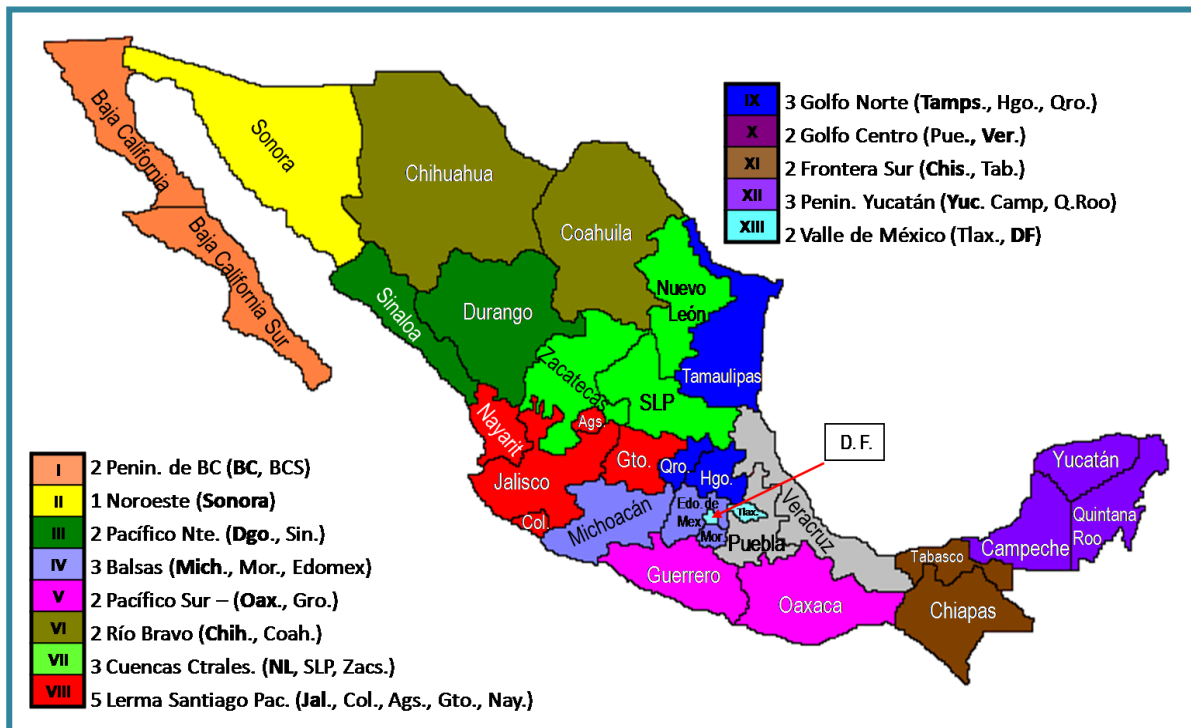 Baja California
Baja California Sur
Sonora
Chihuahua
Coahuila
Nuevo
León
Tamaulipas
Sinaloa
Durango
Zacatecas
SLP
Nayarit
Ags.
Jalisco
Gto.
Qro.
Hgo.
Col.
Michoacán
Edo. de
Mex
Mor
Tlax.
Puebla
Veracruz
Guerrero
Oaxaca
Tabasco
Chiapas
Campeche
Yucatán
Quintana
Roo
D. F.
IX 3 Golfo Norte (Tamps., Hgo., Qro.)
X 2 Golfo Centro (Pue., Ver.)
XI 2 Frontera Sur (Chis., Tab.)
XII 3 Penin. Yucatán (Yuc. Camp, Q.Roo)
XIII 2 Valle de México (Tlax., DF)
I 2 Penin. de BC (BC, BCS)
II 1 Noroeste (Sonora)
III 2 Pacífico Nte. (Dgo., Sin.)
IV 3 Balsas (Mich., Mor., Edomex)
V 2 Pacífico Sur – (Oax., Gro.)
VI 2 Río Bravo (Chih., Coah.)
VII 3 Cuencas Ctrales. (NL, SLP, Zacs.)
VIII 5 Lerma Santiago Pac. (Jal., Col., Ags., Gto., Nay.)